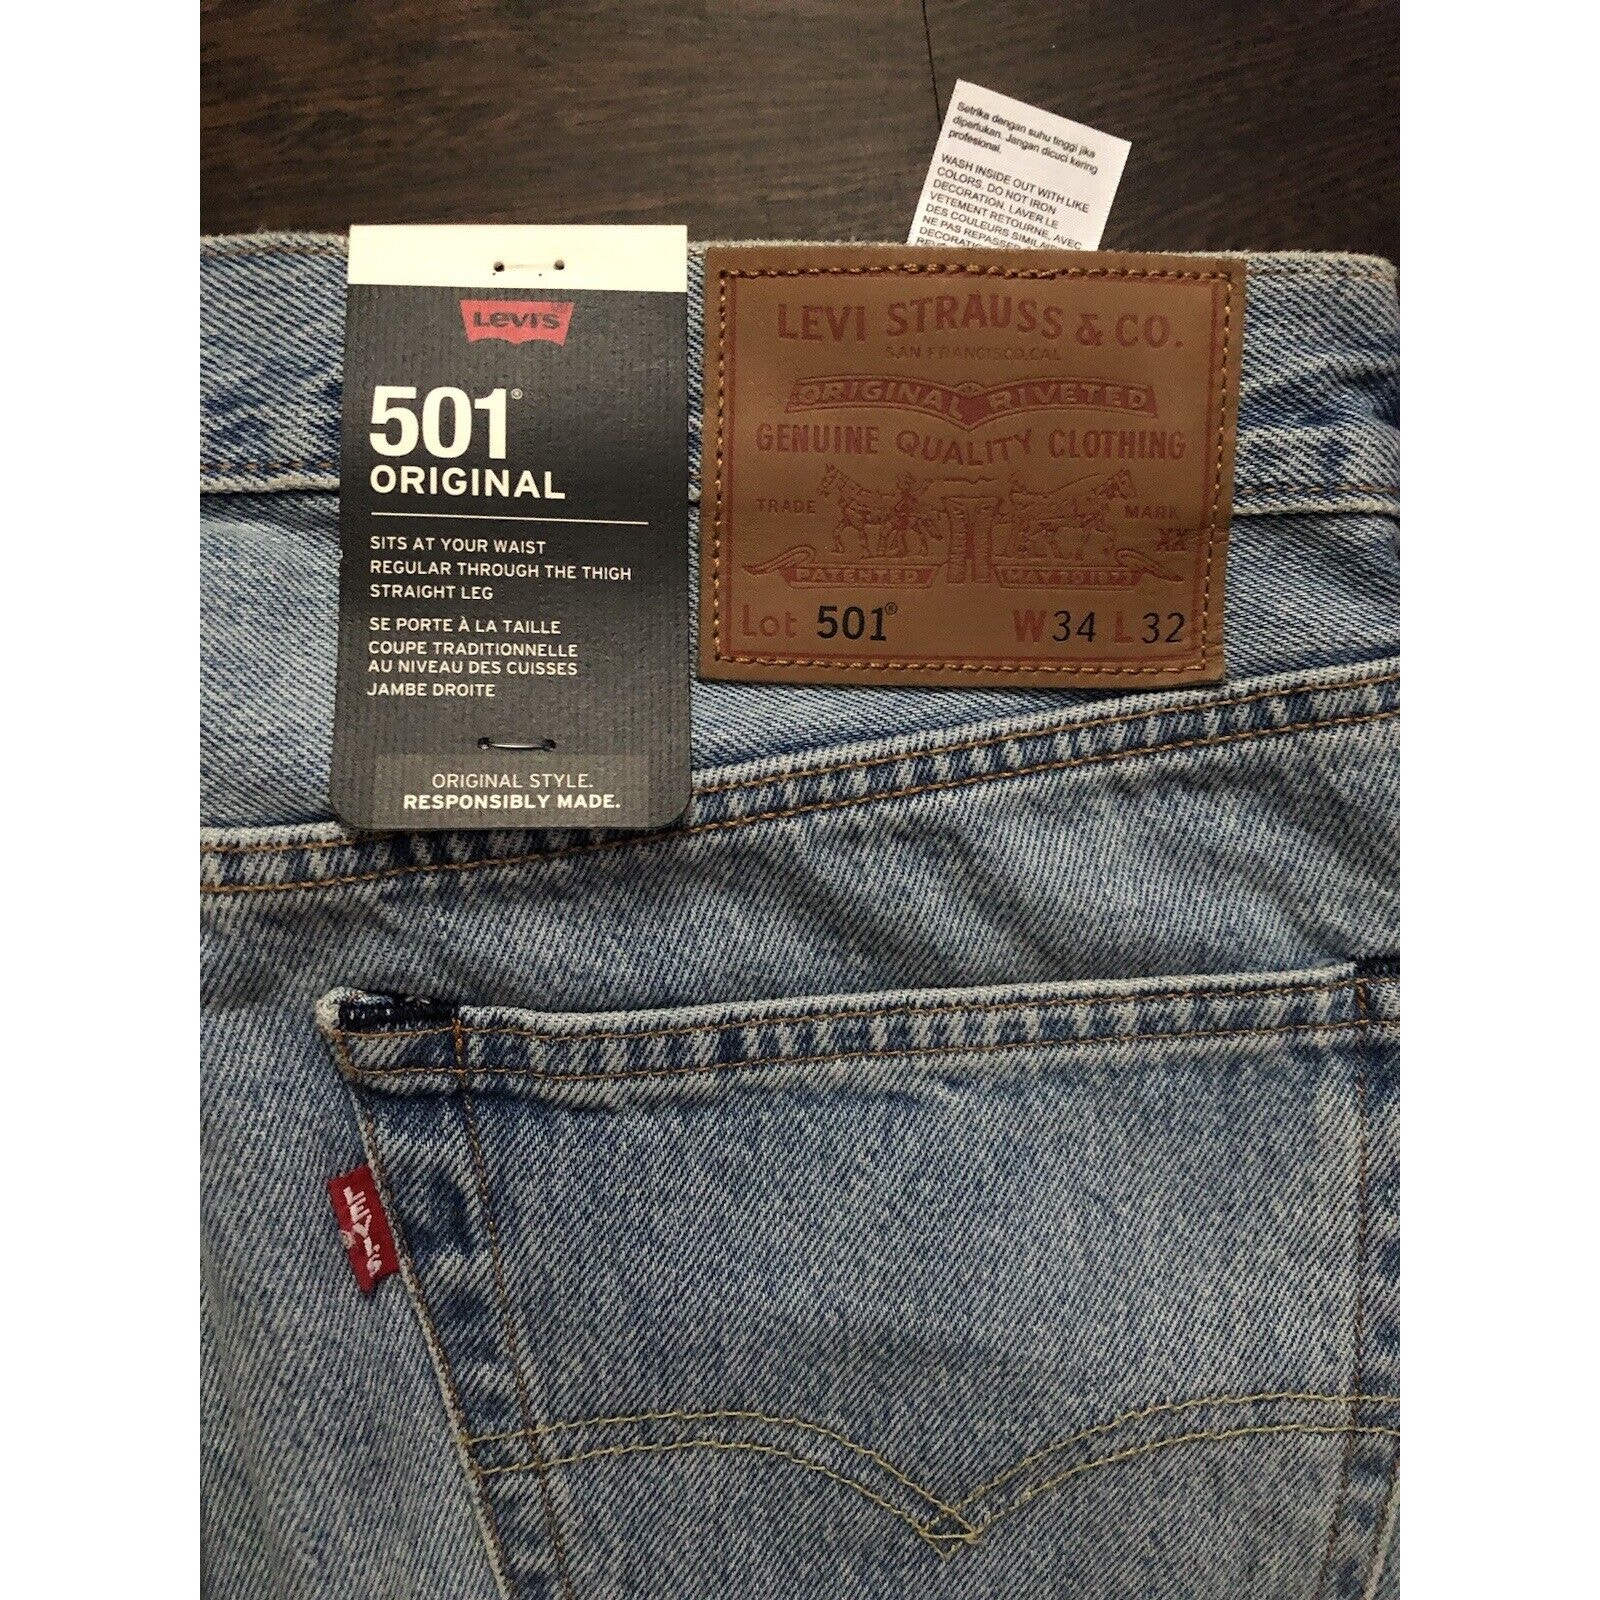 Setrika dengan suhu tinggi jika
diperlukan. Jangan dicuci kering
profesional.
WASH INSIDE OUT WITH LIKE
COLORS. DO NOT IRON
DECORATION. LAVER LE
VETEMENT RETOURNE, AVEC
DES COULEURS SIMILAI
NE PAS REPASSE
DECORATI
LEVI'S
501®
ORIGINAL
SITS AT YOUR WAIST
REGULAR THROUGH THE THIGH
STRAIGHT LEG
SE PORTE À LA TAILLE
COUPE TRADITIONNELLE
AU NIVEAU DES CUISSES
JAMBE DROITE
ORIGINAL STYLE.
RESPONSIBLY MADE.
LEVI STRAUSS & CO.
SAN FRANCISCO, CAL
ORIGINAL RIVETED
GENUINE QUALITY CLOTHING
TRADE MARK
XX
PATENTED MAY 20 1873
Lot 501® W34 L32
LEVI'S